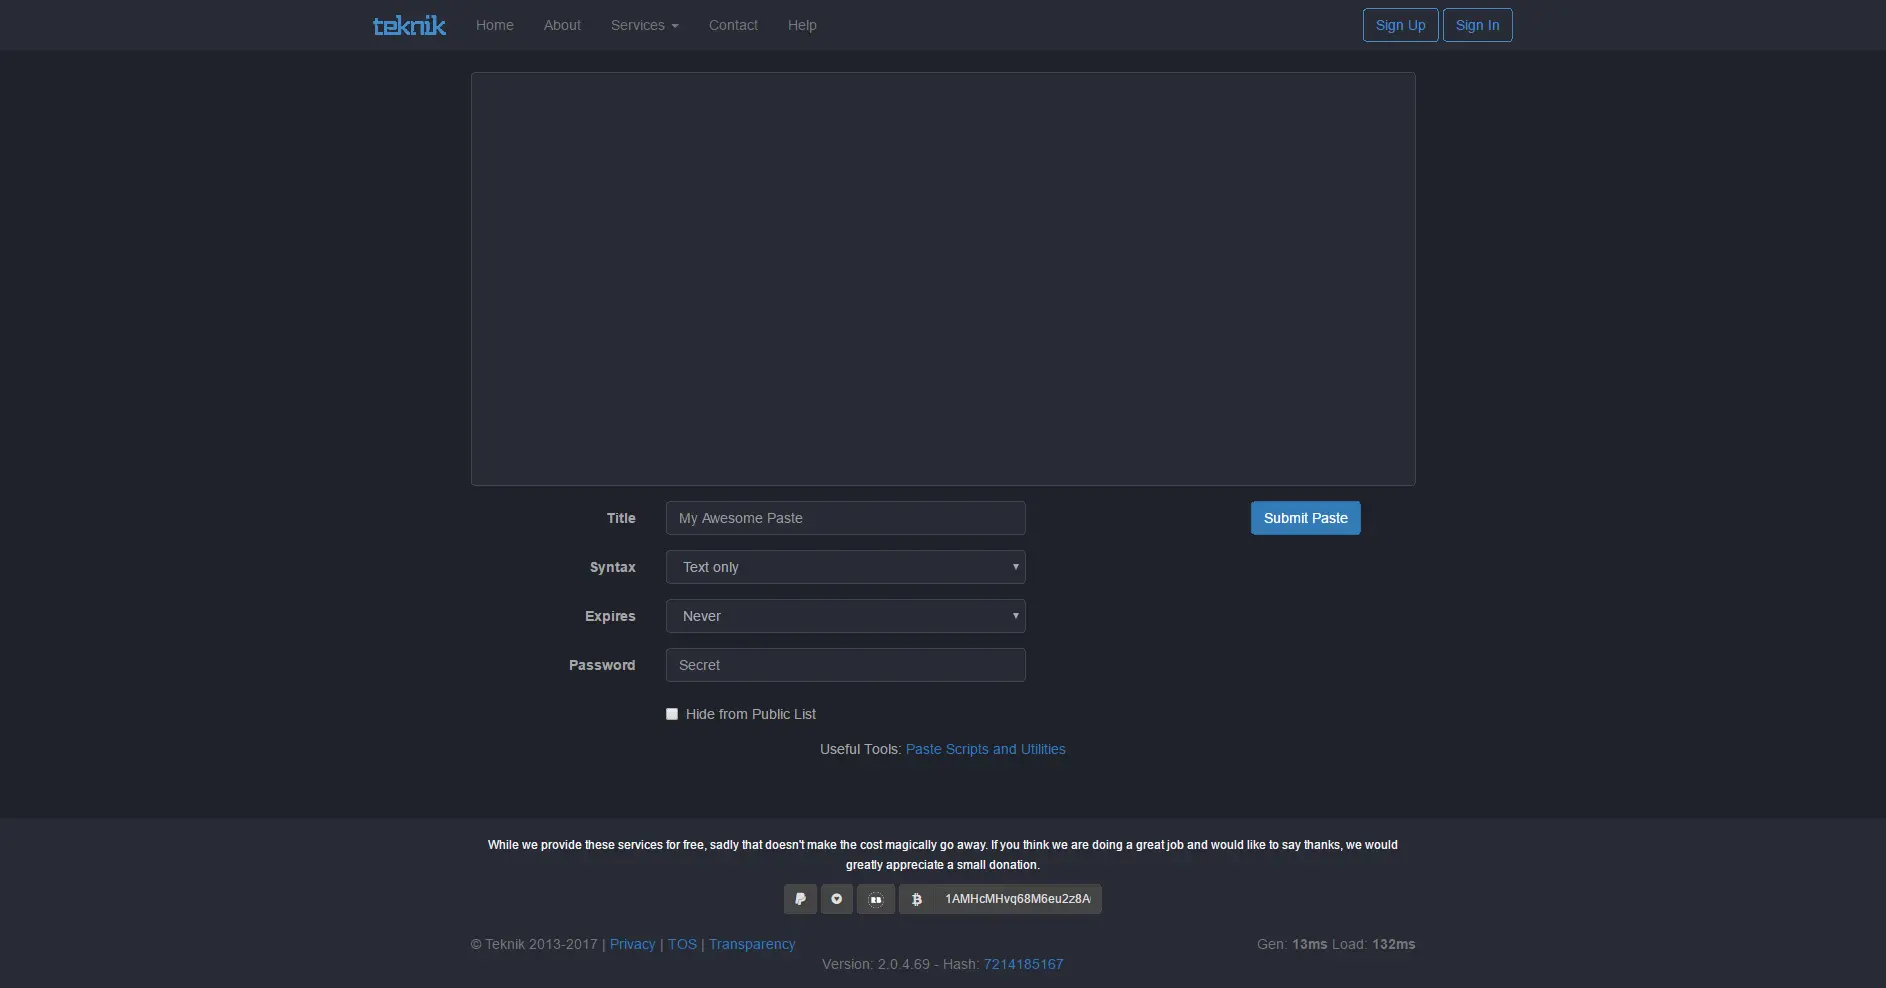 teknik Home About Services Contact Help Sign Up Sign In
Title My Awesome Paste Submit Paste
Syntax Text only
Expires Never
Password Secret
Hide from Public List
Useful Tools: Paste Scripts and Utilities
While we provide these services for free, sadly that doesn't make the cost magically go away. If you think we are doing a great job and would like to say thanks, we would
greatly appreciate a small donation.
1AMHcMHvq68M6eu2z8A
© Teknik 2013-2017 | Privacy | TOS | Transparency Gen: 13ms Load: 132ms
Version: 2.0.4.69 - Hash: 7214185167